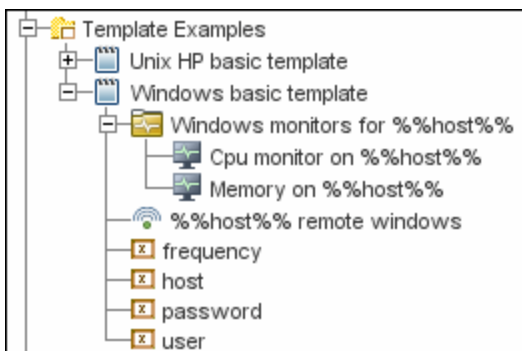 Template Examples
Unix HP basic template
Windows basic template
Windows monitors for %%host%%
Cpu monitor on %%host%%
Memory on %%host%%
%%host%% remote windows
frequency
host
password
user